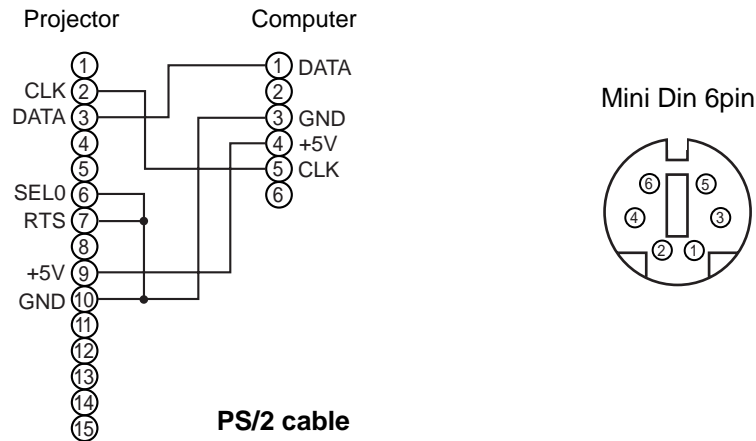 Projector Computer
1 1 DATA
CLK 2 2
DATA 3 3 GND
4 4 +5V
5 5 CLK
SEL0 6 6
RTS 7
8
+5V 9
GND 10
11
12
13
14
15
PS/2 cable
Mini Din 6pin
6 5
4 3
2 1